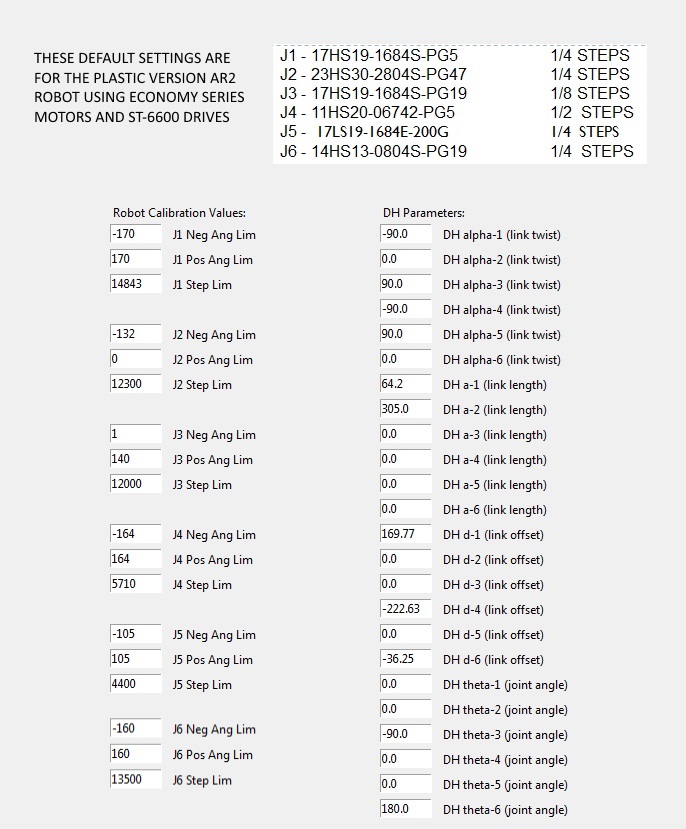 THESE DEFAULT SETTINGS ARE
FOR THE PLASTIC VERSION AR2
ROBOT USING ECONOMY SERIES
MOTORS AND ST-6600 DRIVES
J1 - 17HS19-1684S-PG5 1/4 STEPS
J2 - 23HS30-2804S-PG47 1/4 STEPS
J3 - 17HS19-1684S-PG19 1/8 STEPS
J4 - 11HS20-06742-PG5 1/2 STEPS
J5 - 17LS19-1684E-200G 1/4 STEPS
J6 - 14HS13-0804S-PG19 1/4 STEPS
Robot Calibration Values:
-170 J1 Neg Ang Lim
170 J1 Pos Ang Lim
14843 J1 Step Lim
-132 J2 Neg Ang Lim
0 J2 Pos Ang Lim
12300 J2 Step Lim
1 J3 Neg Ang Lim
140 J3 Pos Ang Lim
12000 J3 Step Lim
-164 J4 Neg Ang Lim
164 J4 Pos Ang Lim
5710 J4 Step Lim
-105 J5 Neg Ang Lim
105 J5 Pos Ang Lim
4400 J5 Step Lim
-160 J6 Neg Ang Lim
160 J6 Pos Ang Lim
13500 J6 Step Lim
DH Parameters:
-90.0 DH alpha-1 (link twist)
0.0 DH alpha-2 (link twist)
90.0 DH alpha-3 (link twist)
-90.0 DH alpha-4 (link twist)
90.0 DH alpha-5 (link twist)
0.0 DH alpha-6 (link twist)
64.2 DH a-1 (link length)
305.0 DH a-2 (link length)
0.0 DH a-3 (link length)
0.0 DH a-4 (link length)
0.0 DH a-5 (link length)
0.0 DH a-6 (link length)
169.77 DH d-1 (link offset)
0.0 DH d-2 (link offset)
0.0 DH d-3 (link offset)
-222.63 DH d-4 (link offset)
0.0 DH d-5 (link offset)
-36.25 DH d-6 (link offset)
0.0 DH theta-1 (joint angle)
0.0 DH theta-2 (joint angle)
-90.0 DH theta-3 (joint angle)
0.0 DH theta-4 (joint angle)
0.0 DH theta-5 (joint angle)
180.0 DH theta-6 (joint angle)